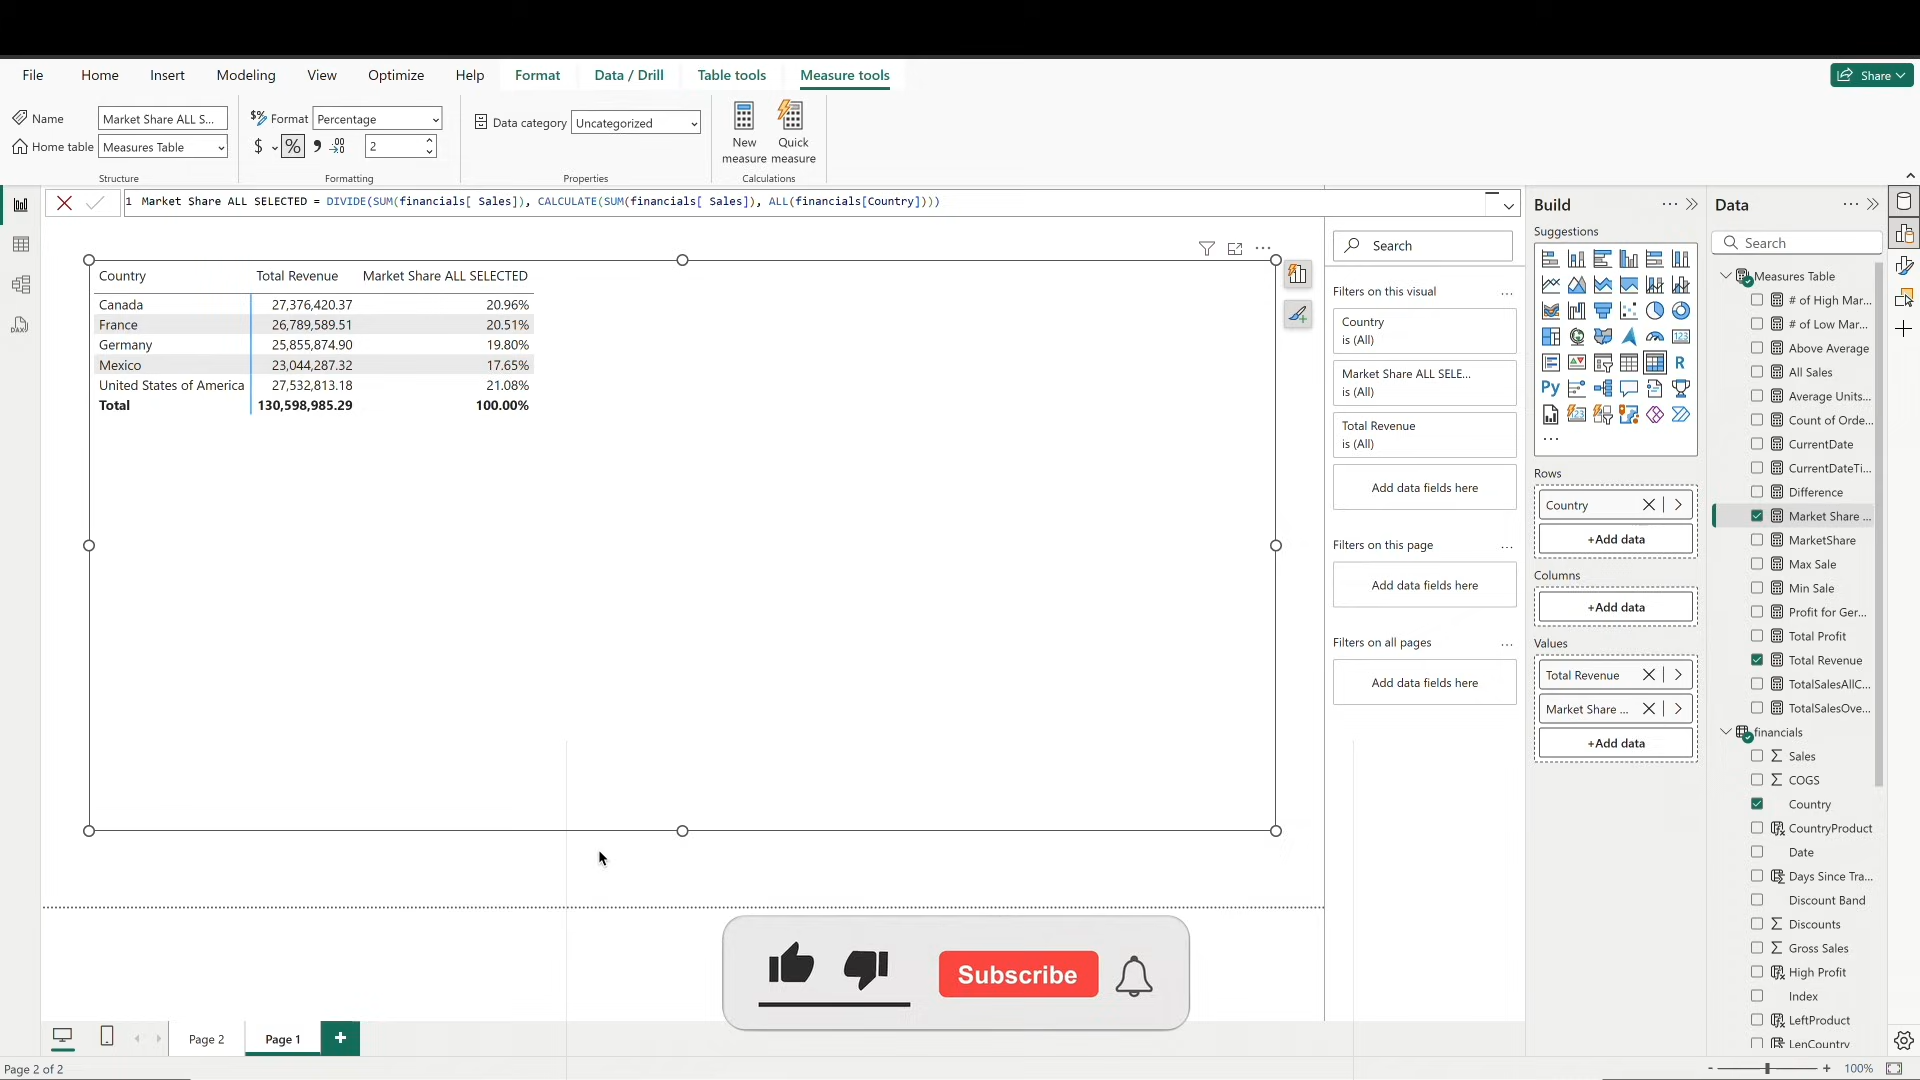 File Home Insert Modeling View Optimize Help Format Data / Drill Table tools Measure tools Share
Name Market Share ALL S...
Home table Measures Table
Structure
Format Percentage
$ % 9 .00 2
Formatting
Data category Uncategorized
Properties
New measure
Quick measure
Calculations
1 Market Share ALL SELECTED = DIVIDE(SUM(financials[ Sales]), CALCULATE(SUM(financials[ Sales]), ALL(financials[Country])))
Country Total Revenue Market Share ALL SELECTED
Canada 27,376,420.37 20.96%
France 26,789,589.51 20.51%
Germany 25,855,874.90 19.80%
Mexico 23,044,287.32 17.65%
United States of America 27,532,813.18 21.08%
Total 130,598,985.29 100.00%
Search
Filters on this visual ...
Country
is (All)
Market Share ALL SELE...
is (All)
Total Revenue
is (All)
Add data fields here
Filters on this page ...
Add data fields here
Filters on all pages ...
Add data fields here
Build ...
Suggestions
123
R
Py
...
Rows
Country
+Add data
Columns
+Add data
Values
Total Revenue
Market Share ...
+Add data
Data ...
Search
Measures Table
# of High Mar...
# of Low Mar...
Above Average
All Sales
Average Units...
Count of Orde...
CurrentDate
CurrentDateTi...
Difference
Market Share ...
MarketShare
Max Sale
Min Sale
Profit for Ger...
Total Profit
Total Revenue
TotalSalesAllC...
TotalSalesOve...
financials
Sales
COGS
Country
CountryProduct
Date
Days Since Tra...
Discount Band
Discounts
Gross Sales
High Profit
Index
LeftProduct
LenCountry
Subscribe
Page 2 Page 1 +
Page 2 of 2
- + 100%